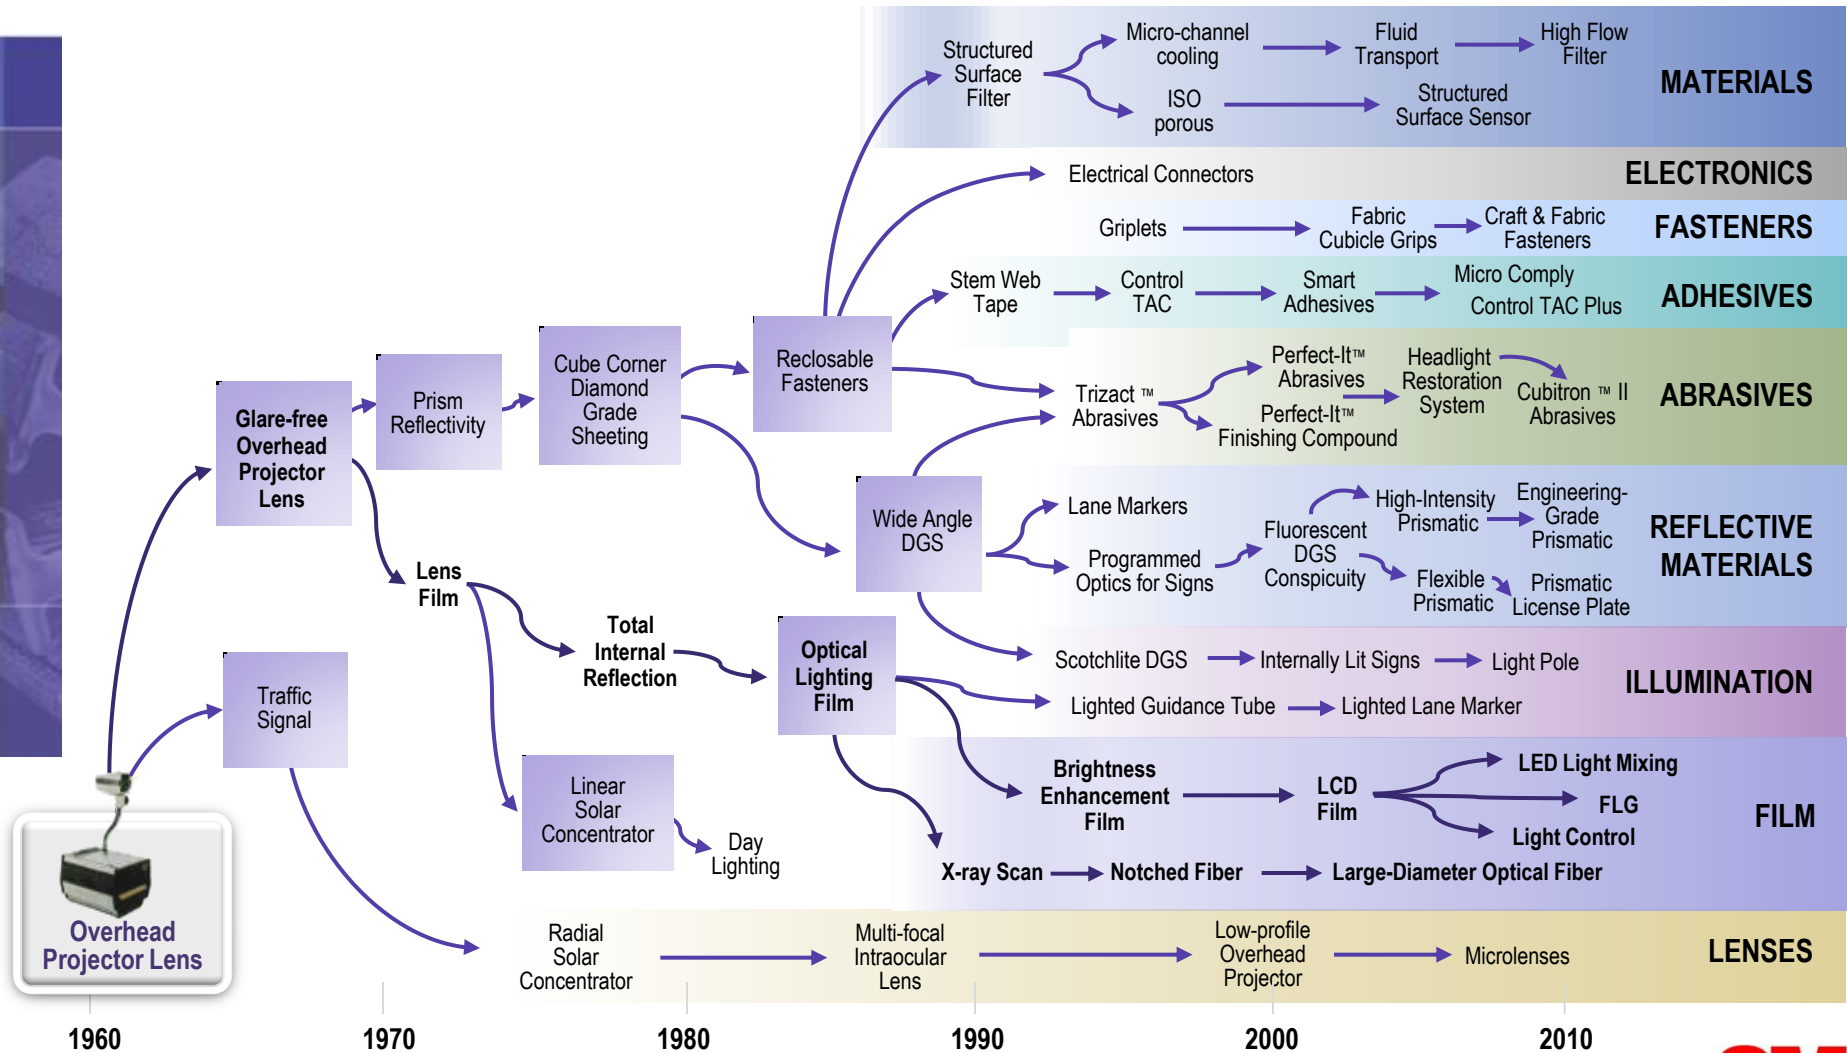 Structured
Surface
Filter
Micro-channel
cooling
Fluid
Transport
High Flow
Filter
ISO
porous
Structured
Surface Sensor
MATERIALS
Electrical Connectors
ELECTRONICS
Griplets
Fabric
Cubicle Grips
Craft & Fabric
Fasteners
FASTENERS
Stem Web
Tape
Control
TAC
Smart
Adhesives
Micro Comply
Control TAC Plus
ADHESIVES
Glare-free
Overhead
Projector
Lens
Prism
Reflectivity
Cube Corner
Diamond
Grade
Sheeting
Reclosable
Fasteners
Trizact ™
Abrasives
Perfect-It™
Abrasives
Perfect-It™
Finishing Compound
Headlight
Restoration
System
Cubitron ™ II
Abrasives
ABRASIVES
Wide Angle
DGS
Lane Markers
Programmed
Optics for Signs
Fluorescent
DGS
Conspicuity
High-Intensity
Prismatic
Engineering-
Grade
Prismatic
Flexible
Prismatic
Prismatic
License Plate
REFLECTIVE
MATERIALS
Lens
Film
Total
Internal
Reflection
Optical
Lighting
Film
Scotchlite DGS
Internally Lit Signs
Light Pole
Lighted Guidance Tube
Lighted Lane Marker
ILLUMINATION
Traffic
Signal
Linear
Solar
Concentrator
Day
Lighting
Brightness
Enhancement
Film
LCD
Film
LED Light Mixing
FLG
Light Control
X-ray Scan
Notched Fiber
Large-Diameter Optical Fiber
FILM
Overhead
Projector Lens
Radial
Solar
Concentrator
Multi-focal
Intraocular
Lens
Low-profile
Overhead
Projector
Microlenses
LENSES
1960
1970
1980
1990
2000
2010